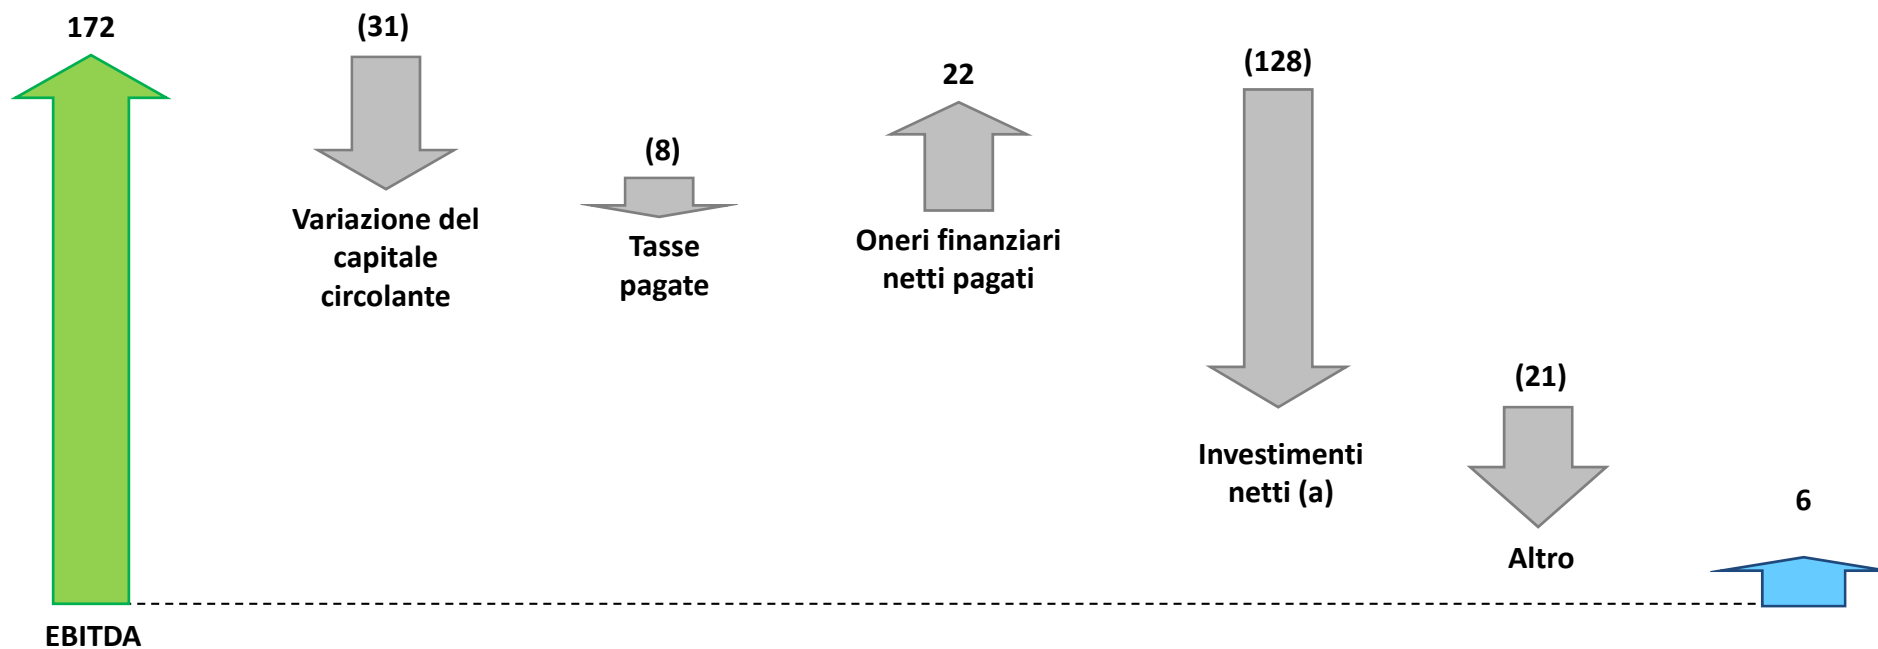 172
EBITDA
(31)
Variazione del
capitale
circolante
(8)
Tasse
pagate
22
Oneri finanziari
netti pagati
(128)
Investimenti
netti (a)
(21)
Altro
6